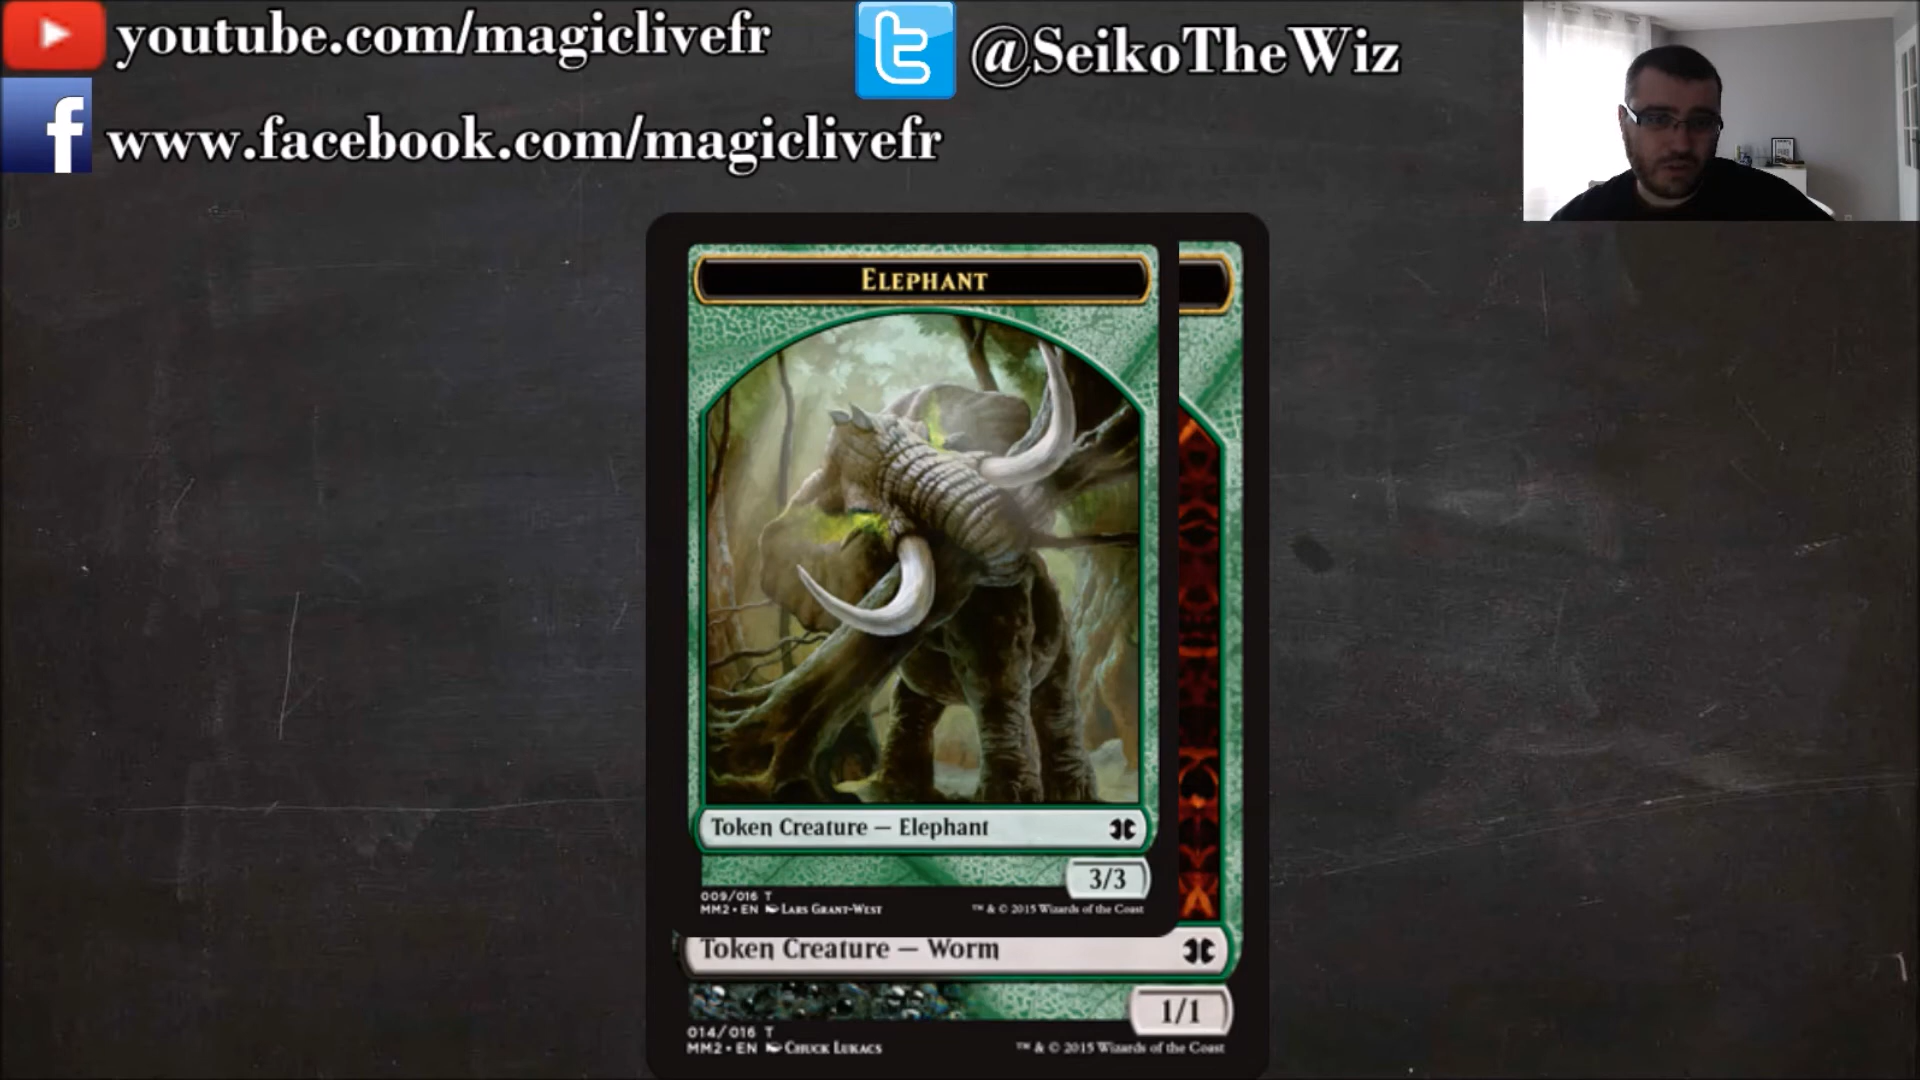 youtube.com/magiclivefr
@SeikoTheWiz
www.facebook.com/magiclivefr
Elephant
Token Creature — Elephant
3/3
009/016 T
MM2 • EN Lars Grant-West
™ & © 2015 Wizards of the Coast
Token Creature — Worm
1/1
014/016 T
MM2 • EN Chuck Lukacs
™ & © 2015 Wizards of the Coast